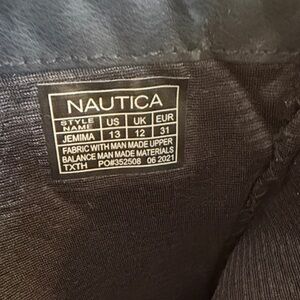 NAUTICA
STYLE NAME US UK EUR
JEMIMA 13 12 31
FABRIC WITH MAN MADE UPPER
BALANCE MAN MADE MATERIALS
TXTH PO#352508 06 2021